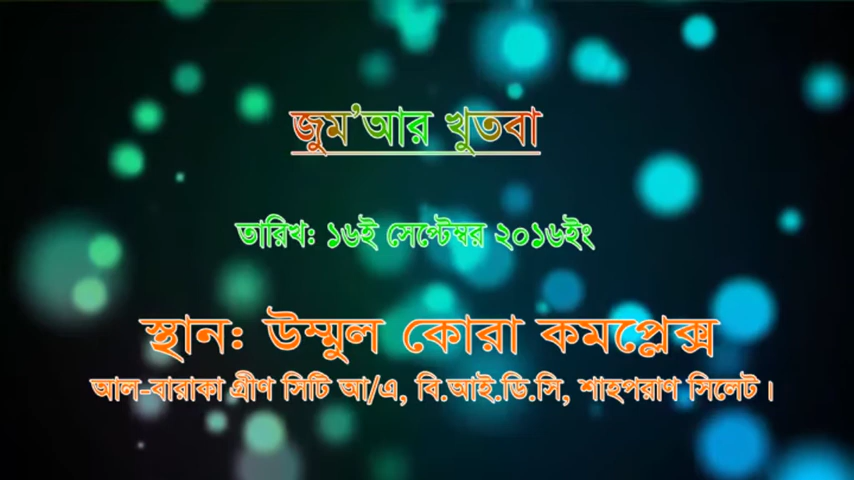 জুম’আর খুতবা
তারিখ: ১৬ই সেপ্টেম্বর ২০১৬ইং
স্থান: উম্মুল কোরা কমপ্লেক্স
আল-বারাকা গ্রীণ সিটি আ/এ, বি.আই.ডি.সি, শাহপরাণ সিলেট।